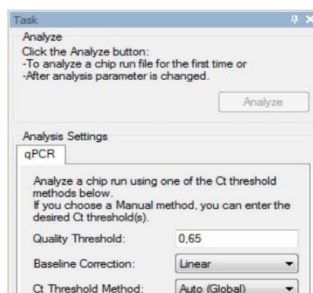 Task
Analyze
Click the Analyze button:
-To analyze a chip run file for the first time or
-After analysis parameter is changed.
Analyze
Analysis Settings
qPCR
Analyze a chip run using one of the Ct threshold
methods below.
If you choose a Manual method, you can enter the
desired Ct threshold(s).
Quality Threshold: 0,65
Baseline Correction: Linear
Ct Threshold Method: Auto (Global)